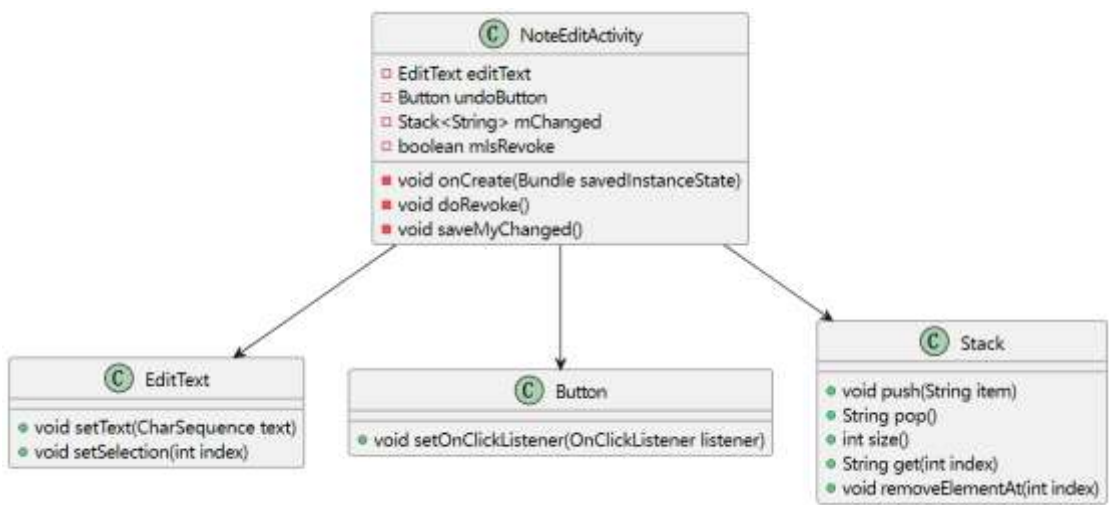 C NoteEditActivity
EditText editText
Button undoButton
Stack<String> mChanged
boolean mIsRevoke
void onCreate(Bundle savedInstanceState)
void doRevoke()
void saveMyChanged()
C EditText
void setText(CharSequence text)
void setSelection(int index)
C Button
void setOnClickListener(OnClickListener listener)
C Stack
void push(String item)
String pop()
int size()
String get(int index)
void removeElementAt(int index)